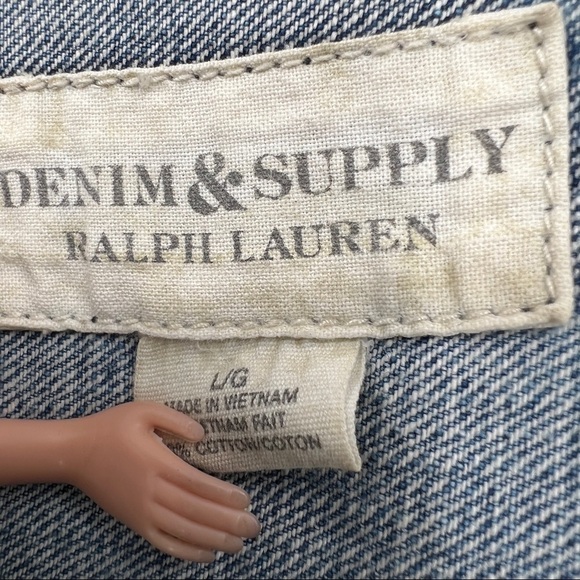 DENIM & SUPPLY
RALPH LAUREN
L/G
MADE IN VIETNAM
FAIT
COTTON/COTON